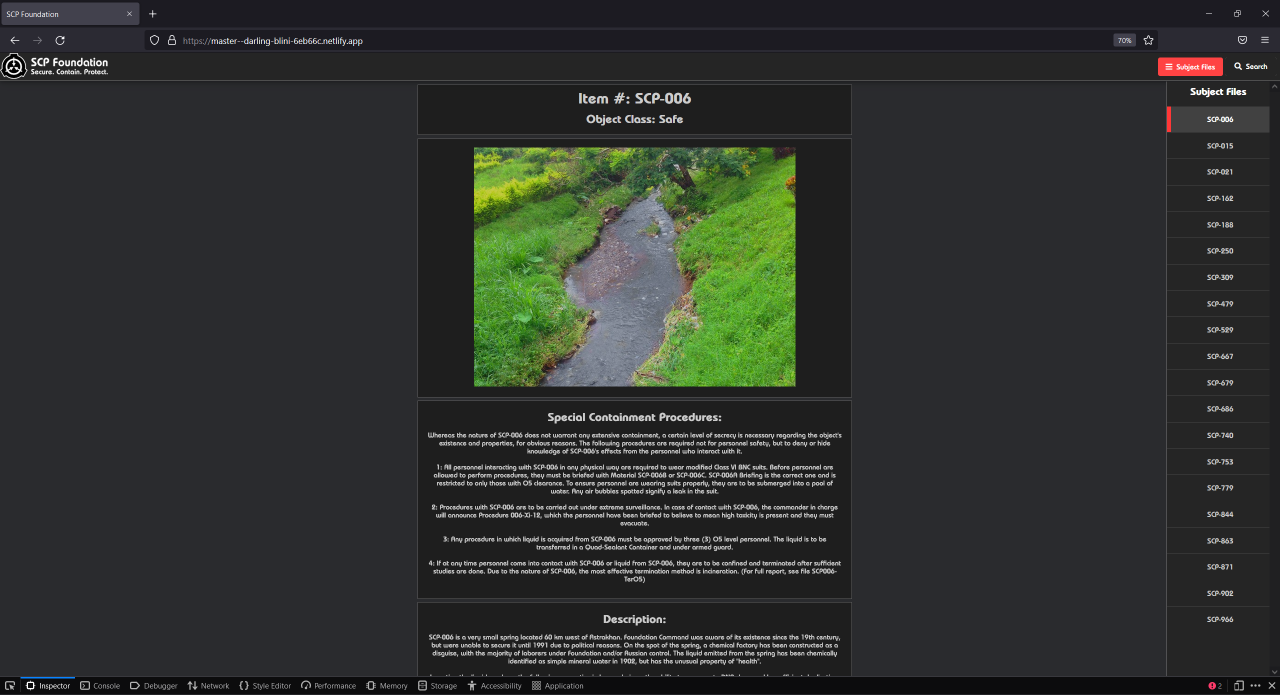 SCP Foundation
https://master--darling-blini-6eb66c.netlify.app
70%
SCP Foundation
Secure. Contain. Protect.
Subject Files
Search
Item #: SCP-006
Object Class: Safe
Special Containment Procedures:
Whereas the nature of SCP-006 does not warrant any extensive containment, a certain level of secrecy is necessary regarding the object's
existence and properties, for obvious reasons. The following procedures are required not for personnel safety, but to deny or hide
knowledge of SCP-006's effects from the personnel who interact with it.
1: All personnel interacting with SCP-006 in any physical way are required to wear modified Class VI BNC suits. Before personnel are
allowed to perform procedures, they must be briefed with Material SCP-006B or SCP-006C. SCP-006A Briefing is the correct one and is
restricted to only those with O5 clearance. To ensure personnel are wearing suits properly, they are to be submerged into a pool of
water. Any air bubbles spotted signify a leak in the suit.
2: Procedures with SCP-006 are to be carried out under extreme surveillance. In case of contact with SCP-006, the commander in charge
will announce Procedure 006-Xi-12, which the personnel have been briefed to believe to mean high toxicity is present and they must
evacuate.
3: Any procedure in which liquid is acquired from SCP-006 must be approved by three (3) O5 level personnel. The liquid is to be
transferred in a Quad-Sealant Container and under armed guard.
4: If at any time personnel come into contact with SCP-006 or liquid from SCP-006, they are to be confined and terminated after sufficient
studies are done. Due to the nature of SCP-006, the most effective termination method is incineration. (For full report, see file SCP006-
TerO5)
Description:
SCP-006 is a very small spring located 60 km west of Astrakhan. Foundation Command was aware of its existence since the 19th century,
but were unable to secure it until 1991 due to political reasons. On the spot of the spring, a chemical factory has been constructed as a
disguise, with the majority of laborers under Foundation and/or Russian control. The liquid emitted from the spring has been chemically
identified as simple mineral water in 1902, but has the unusual property of "health".
Subject Files
SCP-006
SCP-015
SCP-021
SCP-162
SCP-188
SCP-250
SCP-309
SCP-479
SCP-529
SCP-667
SCP-679
SCP-686
SCP-740
SCP-753
SCP-779
SCP-844
SCP-863
SCP-871
SCP-902
SCP-966
Inspector
Console
Debugger
Network
Style Editor
Performance
Memory
Storage
Accessibility
Application
2